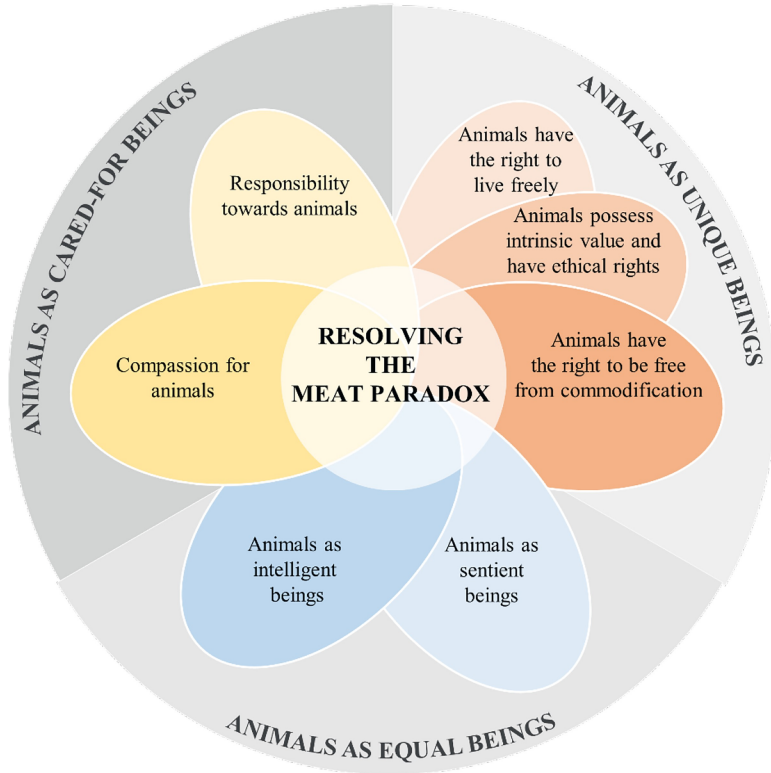 ANIMALS AS CARED-FOR BEINGS
Responsibility
towards animals
Compassion for
animals
ANIMALS AS UNIQUE BEINGS
Animals have
the right to
live freely
Animals possess
intrinsic value and
have ethical rights
Animals have
the right to be free
from commodification
RESOLVING
THE
MEAT PARADOX
Animals as
intelligent
beings
Animals as
sentient
beings
ANIMALS AS EQUAL BEINGS